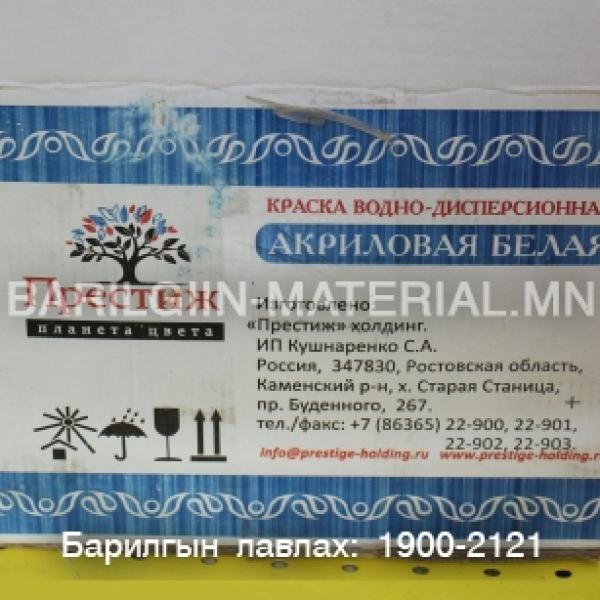 КРАСКА ВОДНО-ДИСПЕРСИОННА
АКРИЛОВАЯ БЕЛАЯ
BARILGIIN-MATERIAL.MN
Престиж
планета цвета
Изготовлено:
«Престиж» холдинг.
ИП Кушнаренко С.А.
Россия, 347830, Ростовская область,
Каменский р-н, х. Старая Станица,
пр. Буденного, 267.
тел./факс: +7 (86365) 22-900, 22-901,
22-902, 22-903.
info@prestige-holding.ru www.prestige-holding.ru
Барилгын лавлах: 1900-2121